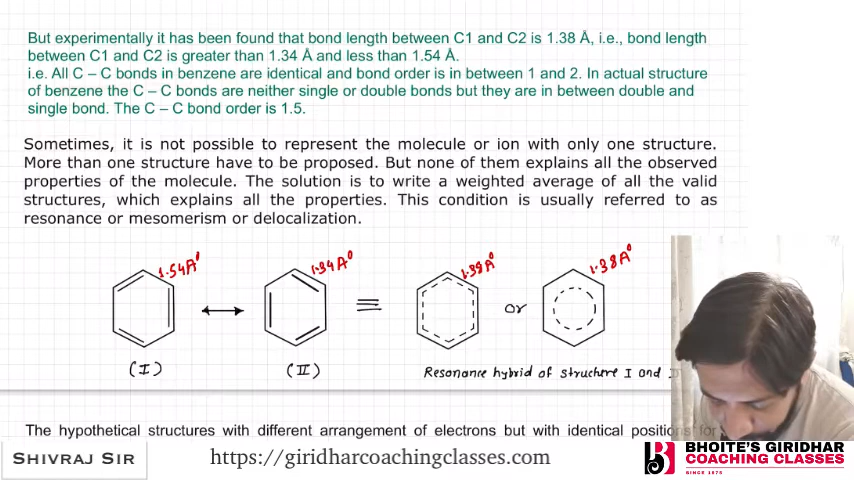 But experimentally it has been found that bond length between C1 and C2 is 1.38 Å, i.e., bond length
between C1 and C2 is greater than 1.34 Å and less than 1.54 Å.
i.e. All C – C bonds in benzene are identical and bond order is in between 1 and 2. In actual structure
of benzene the C – C bonds are neither single or double bonds but they are in between double and
single bond. The C – C bond order is 1.5.
Sometimes, it is not possible to represent the molecule or ion with only one structure.
More than one structure have to be proposed. But none of them explains all the observed
properties of the molecule. The solution is to write a weighted average of all the valid
structures, which explains all the properties. This condition is usually referred to as
resonance or mesomerism or delocalization.
1.54A° 1.34A° 1.38A° 1.38A°
or
(I) (II) Resonance hybrid of structure I and
The hypothetical structures with different arrangement of electrons but with identical positions for
SHIVRAJ SIR
https://giridharcoachingclasses.com
BHOITE'S GIRIDHAR
COACHING CLASSES
SINCE 1975